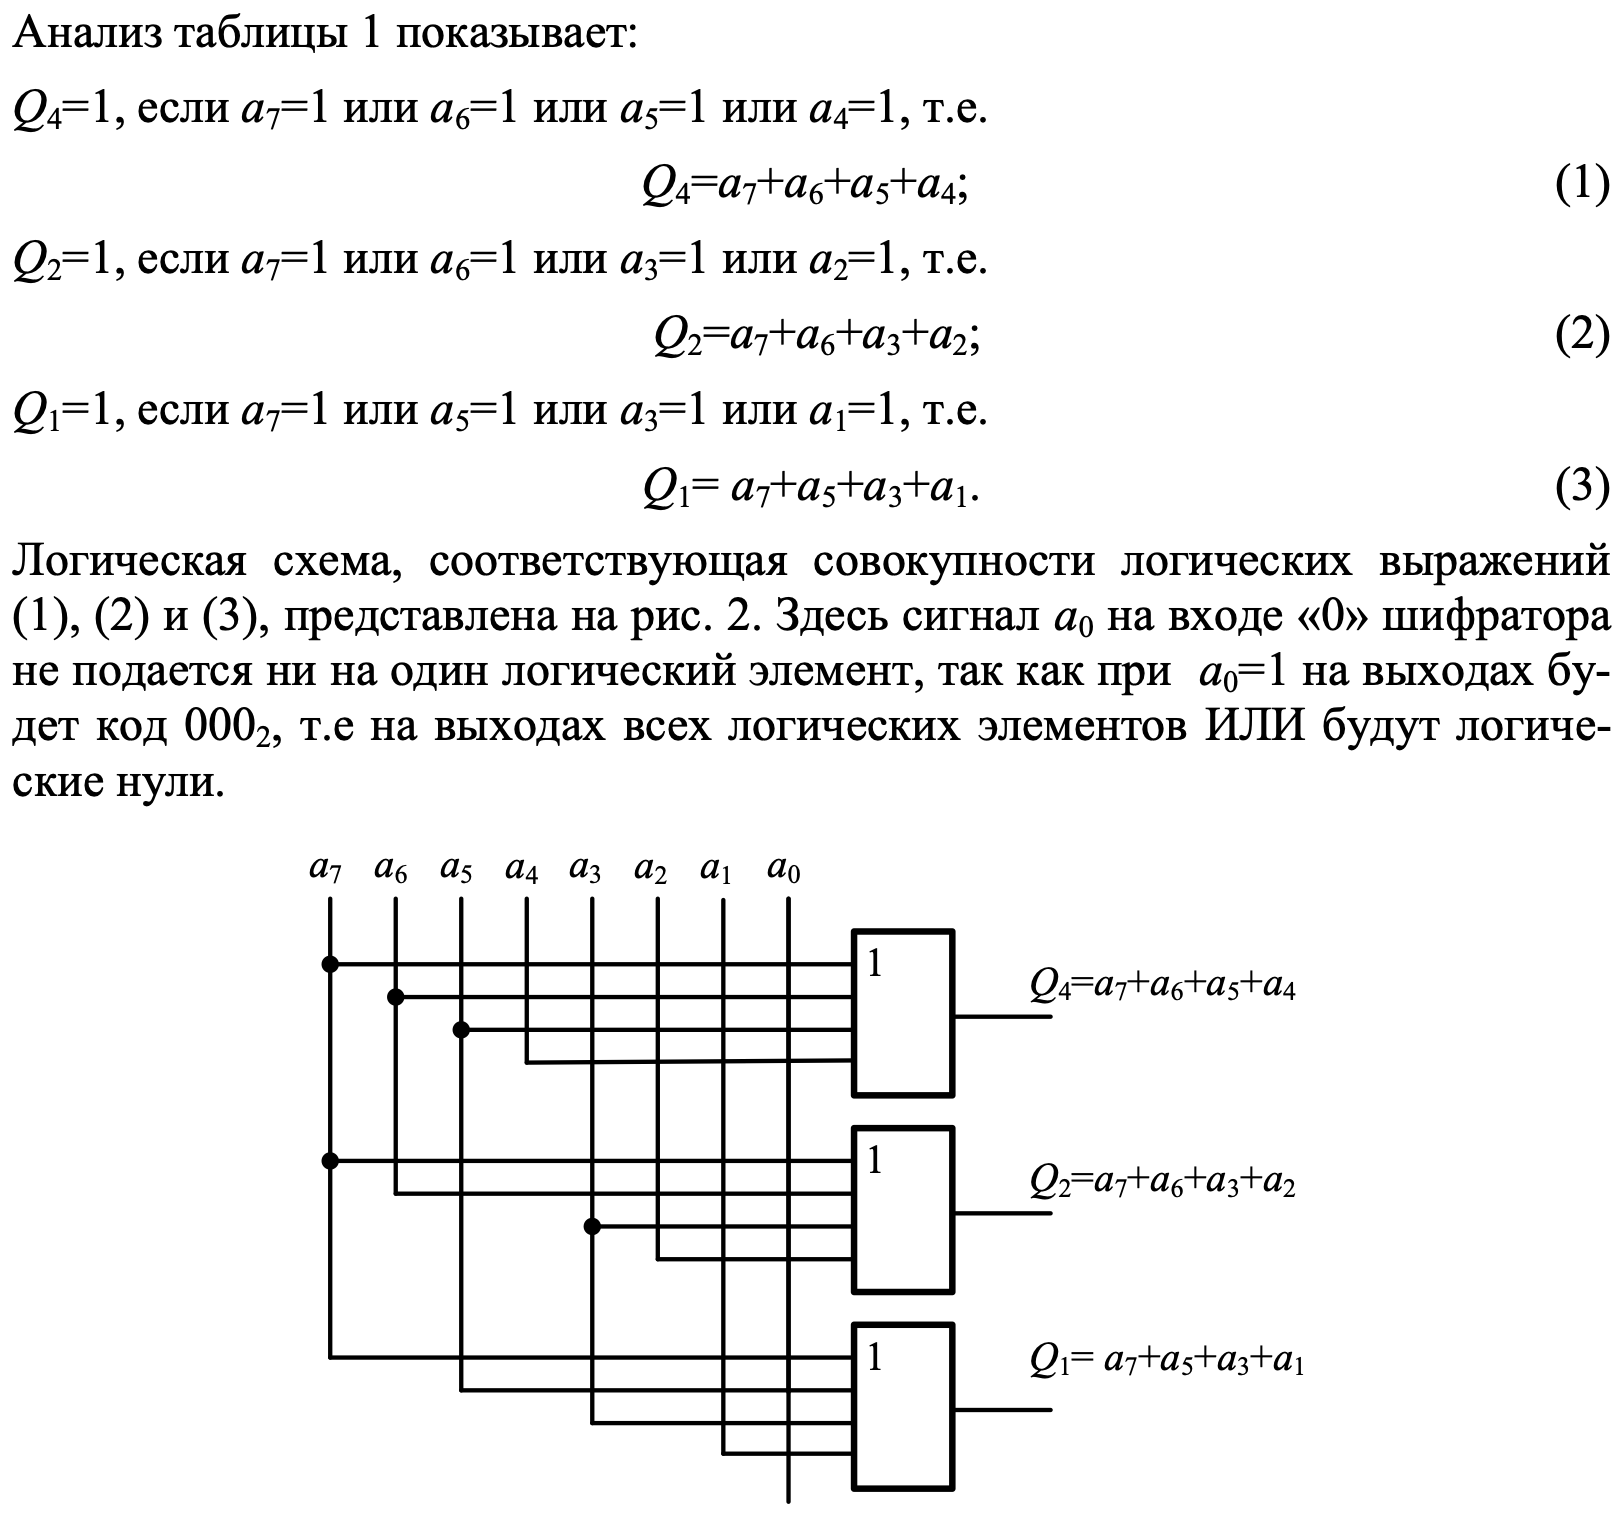 Анализ таблицы 1 показывает:
Q₄=1, если a₇=1 или a₆=1 или a₅=1 или a₄=1, т.е.
Q₄=a₇+a₆+a₅+a₄; (1)
Q₂=1, если a₇=1 или a₆=1 или a₃=1 или a₂=1, т.е.
Q₂=a₇+a₆+a₃+a₂; (2)
Q₁=1, если a₇=1 или a₅=1 или a₃=1 или a₁=1, т.е.
Q₁= a₇+a₅+a₃+a₁. (3)
Логическая схема, соответствующая совокупности логических выражений
(1), (2) и (3), представлена на рис. 2. Здесь сигнал a₀ на входе «0» шифратора
не подается ни на один логический элемент, так как при a₀=1 на выходах бу-
дет код 000₂, т.е на выходах всех логических элементов ИЛИ будут логиче-
ские нули.
a₇ a₆ a₅ a₄ a₃ a₂ a₁ a₀
1
Q₄=a₇+a₆+a₅+a₄
1
Q₂=a₇+a₆+a₃+a₂
1
Q₁= a₇+a₅+a₃+a₁